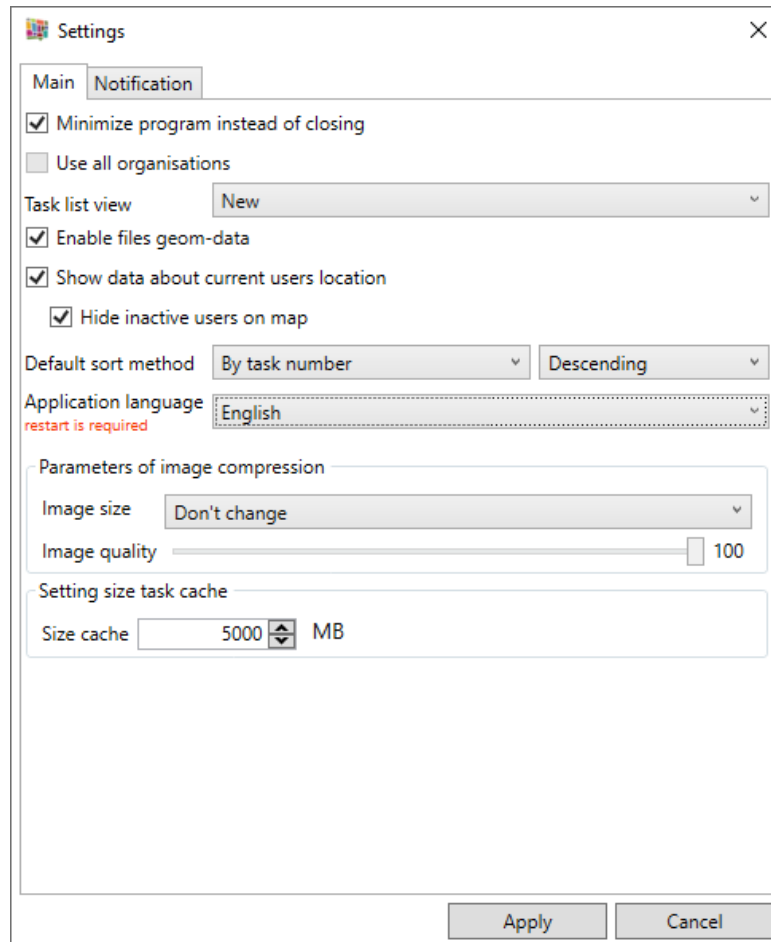 Settings
Main Notification
Minimize program instead of closing
Use all organisations
Task list view New
Enable files geom-data
Show data about current users location
Hide inactive users on map
Default sort method By task number Descending
Application language English
restart is required
Parameters of image compression
Image size Don't change
Image quality 100
Setting size task cache
Size cache 5000 MB
Apply Cancel